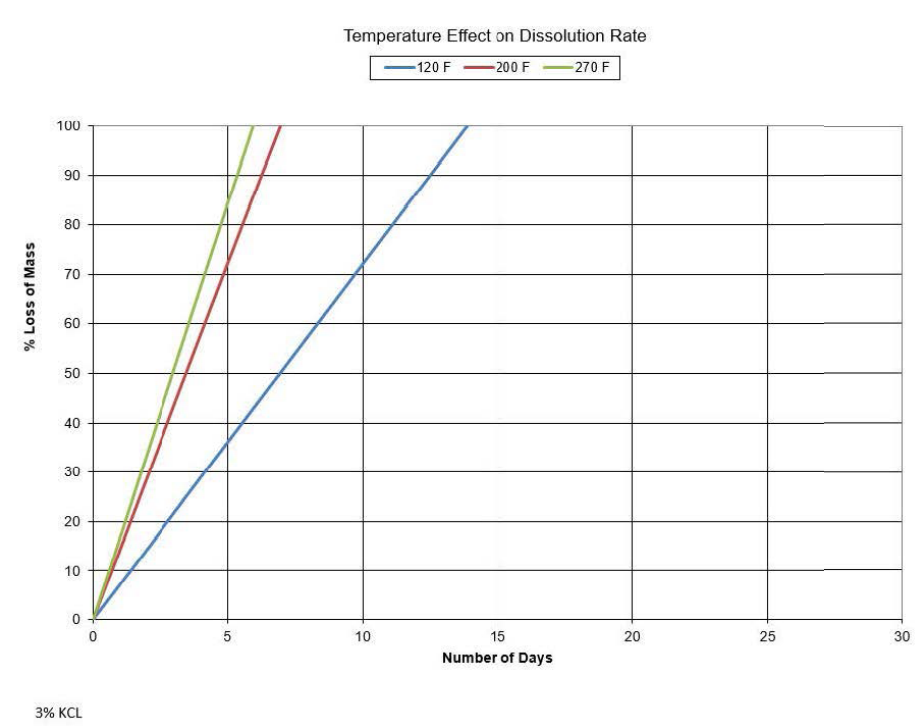 Temperature Effect on Dissolution Rate
120 F 200 F 270 F
100
90
80
70
60
50
40
30
20
10
0
% Loss of Mass
0 5 10 15 20 25 30
Number of Days
3% KCL